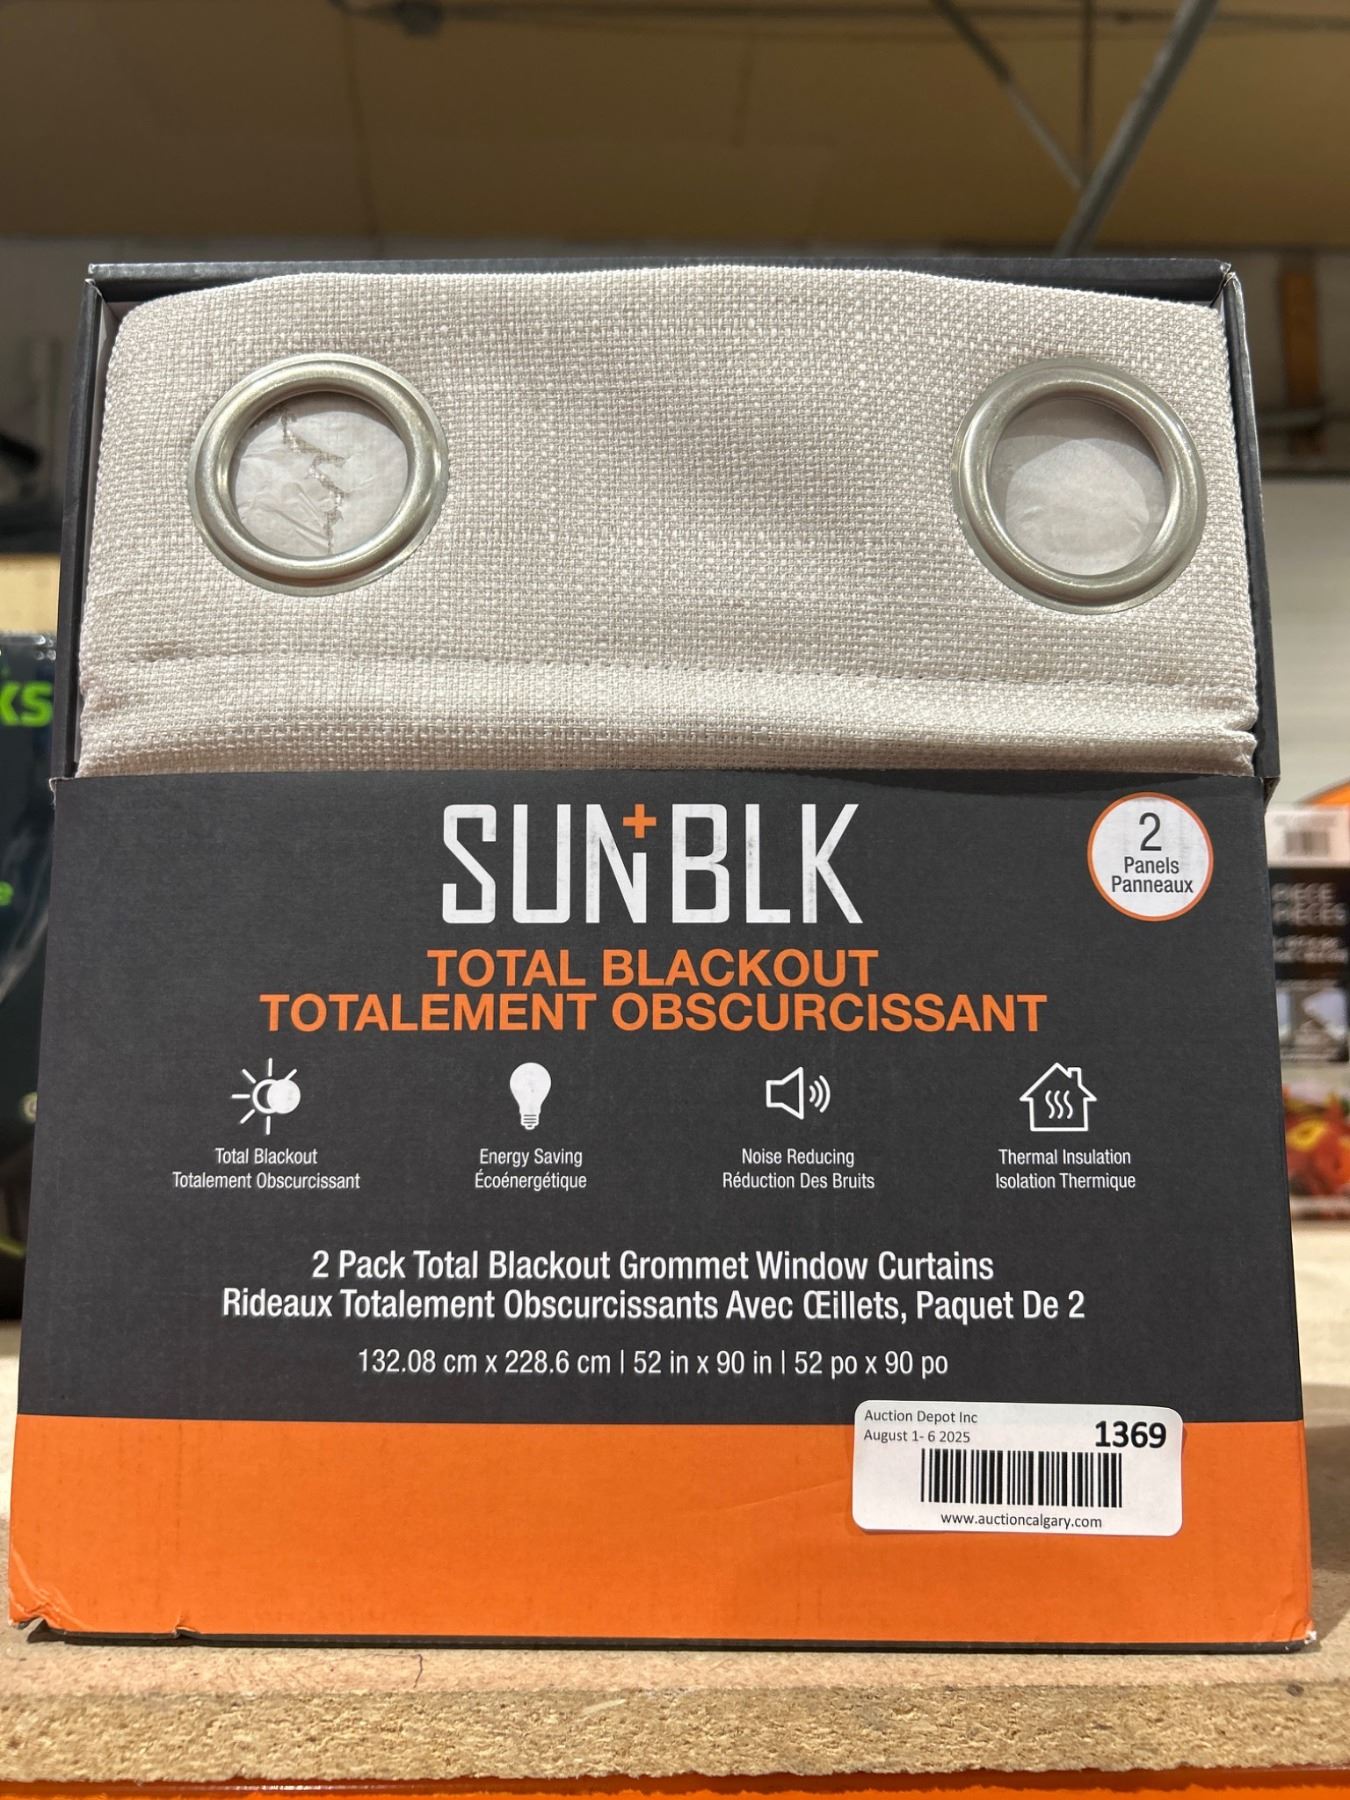 SUN BLK
2
Panels
Panneaux
TOTAL BLACKOUT
TOTALEMENT OBSCURCISSANT
Total Blackout
Totalement Obscurcissant
Energy Saving
Écoénergétique
Noise Reducing
Réduction Des Bruits
Thermal Insulation
Isolation Thermique
2 Pack Total Blackout Grommet Window Curtains
Rideaux Totalement Obscurcissants Avec Œillets, Paquet De 2
132.08 cm x 228.6 cm | 52 in x 90 in | 52 po x 90 po
Auction Depot Inc
August 1- 6 2025
1369
www.auctioncalgary.com